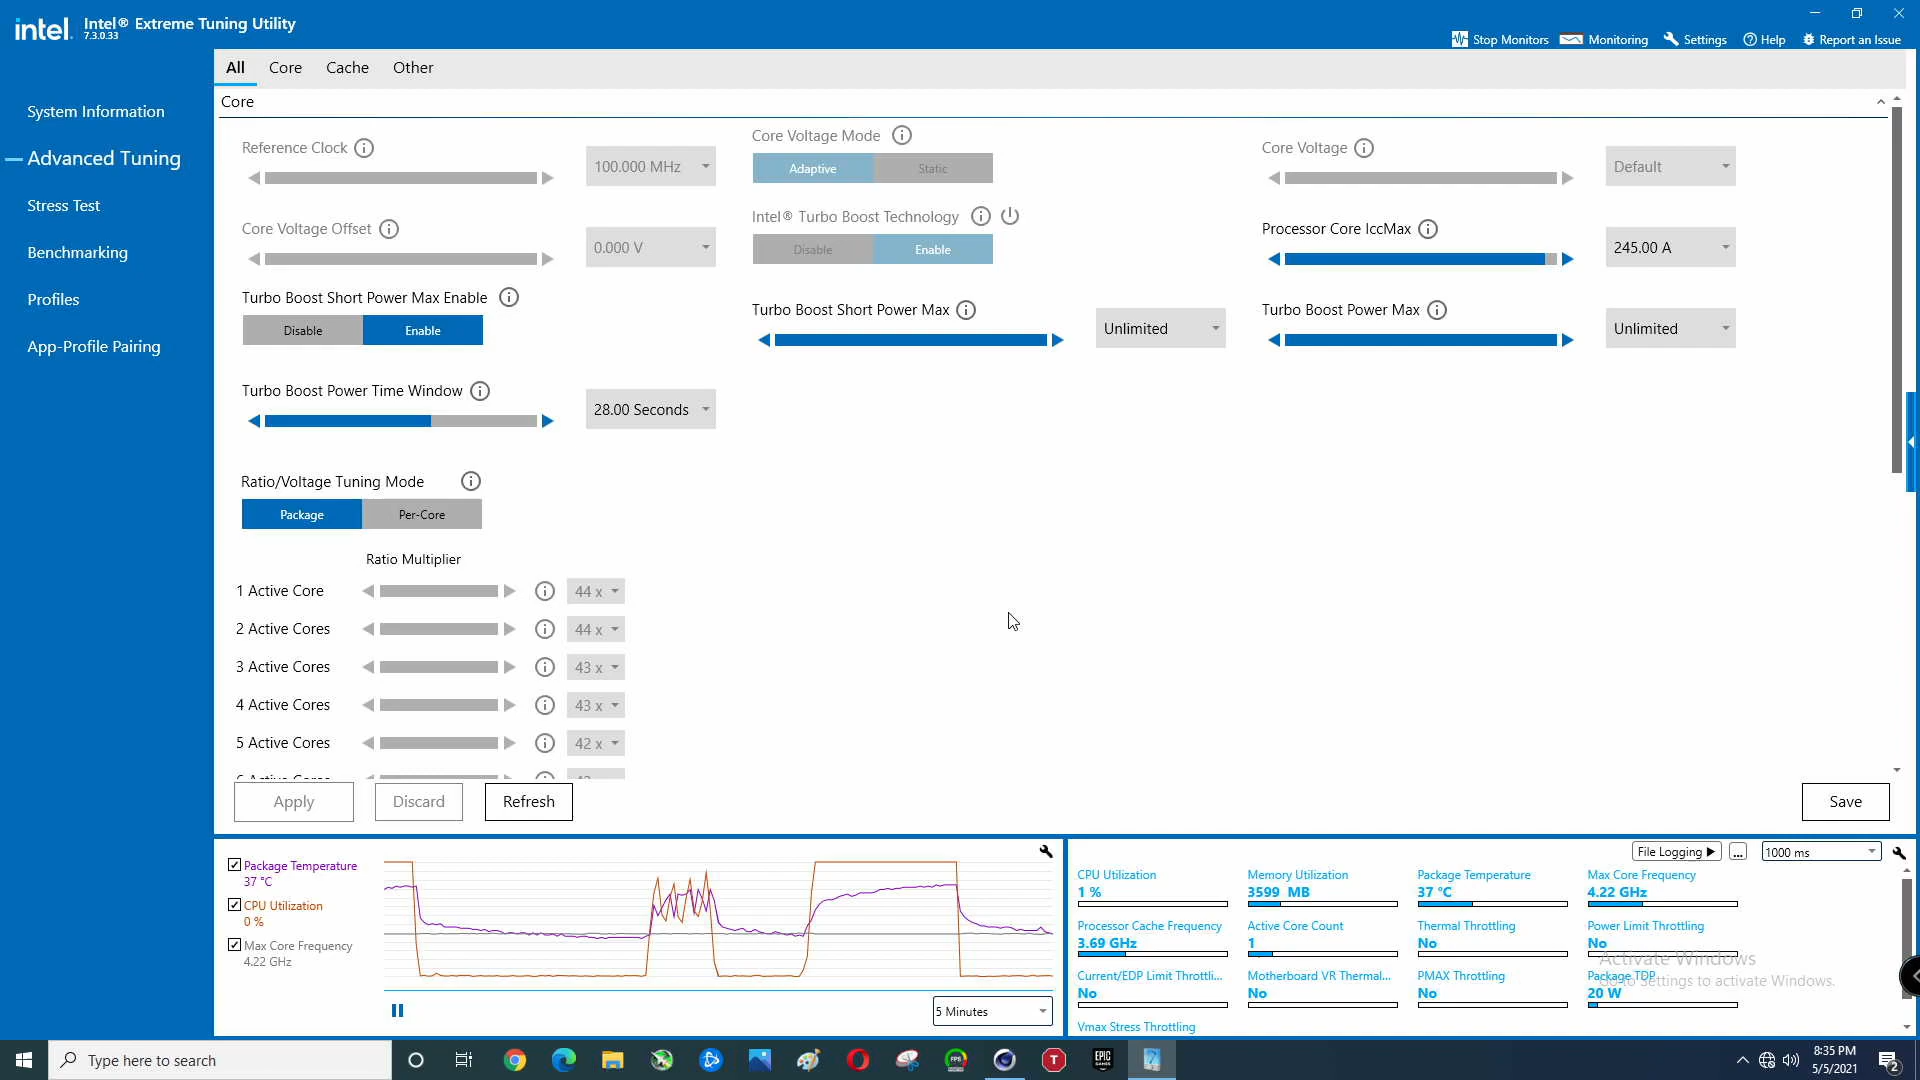 intel.
Intel® Extreme Tuning Utility
7.3.0.33
Stop Monitors
Monitoring
Settings
Help
Report an Issue
System Information
Advanced Tuning
Stress Test
Benchmarking
Profiles
App-Profile Pairing
All
Core
Cache
Other
Core
Reference Clock
100.000 MHz
Core Voltage Mode
Adaptive
Static
Core Voltage
Default
Core Voltage Offset
0.000 V
Intel® Turbo Boost Technology
Disable
Enable
Processor Core IccMax
245.00 A
Turbo Boost Short Power Max Enable
Disable
Enable
Turbo Boost Short Power Max
Unlimited
Turbo Boost Power Max
Unlimited
Turbo Boost Power Time Window
28.00 Seconds
Ratio/Voltage Tuning Mode
Package
Per-Core
Ratio Multiplier
1 Active Core
44 x
2 Active Cores
44 x
3 Active Cores
43 x
4 Active Cores
43 x
5 Active Cores
42 x
Apply
Discard
Refresh
Save
Package Temperature
37 °C
CPU Utilization
0 %
Max Core Frequency
4.22 GHz
5 Minutes
File Logging
...
1000 ms
CPU Utilization
1 %
Memory Utilization
3599 MB
Package Temperature
37 °C
Max Core Frequency
4.22 GHz
Processor Cache Frequency
3.69 GHz
Active Core Count
1
Thermal Throttling
No
Power Limit Throttling
No
Current/EDP Limit Throttli...
No
Motherboard VR Thermal...
No
PMAX Throttling
No
Package TDP
20 W
Vmax Stress Throttling
Activate Windows
Go to Settings to activate Windows.
Type here to search
FPS
T
EPIC
GAMES
8:35 PM
5/5/2021
2